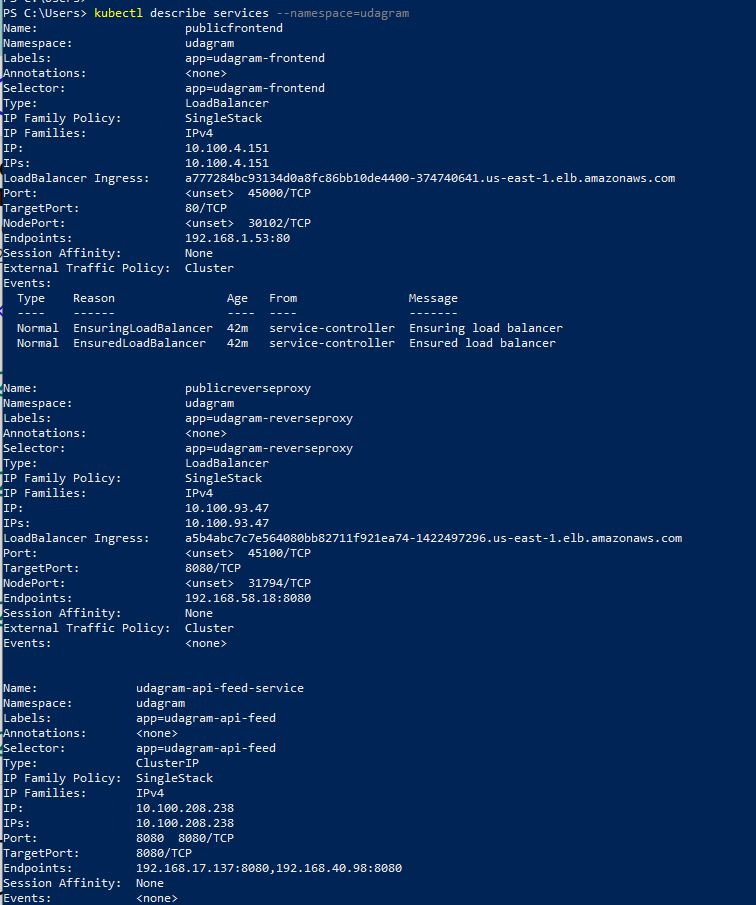 PS C:\Users> kubectl describe services --namespace=udagram
Name:                     publicfrontend
Namespace:                udagram
Labels:                   app=udagram-frontend
Annotations:              <none>
Selector:                 app=udagram-frontend
Type:                     LoadBalancer
IP Family Policy:         SingleStack
IP Families:              IPv4
IP:                       10.100.4.151
IPs:                      10.100.4.151
LoadBalancer Ingress:     a777284bc93134d0a8fc86bb10de4400-374740641.us-east-1.elb.amazonaws.com
Port:                     <unset>  45000/TCP
TargetPort:               80/TCP
NodePort:                 <unset>  30102/TCP
Endpoints:                192.168.1.53:80
Session Affinity:         None
External Traffic Policy:  Cluster
Events:
  Type    Reason                Age   From                Message
  ----    ------                ----  ----                -------
  Normal  EnsuringLoadBalancer  42m   service-controller  Ensuring load balancer
  Normal  EnsuredLoadBalancer   42m   service-controller  Ensured load balancer
Name:                     publicreverseproxy
Namespace:                udagram
Labels:                   app=udagram-reverseproxy
Annotations:              <none>
Selector:                 app=udagram-reverseproxy
Type:                     LoadBalancer
IP Family Policy:         SingleStack
IP Families:              IPv4
IP:                       10.100.93.47
IPs:                      10.100.93.47
LoadBalancer Ingress:     a5b4abc7c7e564080bb82711f921ea74-1422497296.us-east-1.elb.amazonaws.com
Port:                     <unset>  45100/TCP
TargetPort:               8080/TCP
NodePort:                 <unset>  31794/TCP
Endpoints:                192.168.58.18:8080
Session Affinity:         None
External Traffic Policy:  Cluster
Events:                   <none>
Name:              udagram-api-feed-service
Namespace:         udagram
Labels:            app=udagram-api-feed
Annotations:       <none>
Selector:          app=udagram-api-feed
Type:              ClusterIP
IP Family Policy:  SingleStack
IP Families:       IPv4
IP:                10.100.208.238
IPs:               10.100.208.238
Port:              8080  8080/TCP
TargetPort:        8080/TCP
Endpoints:         192.168.17.137:8080,192.168.40.98:8080
Session Affinity:  None
Events:            <none>